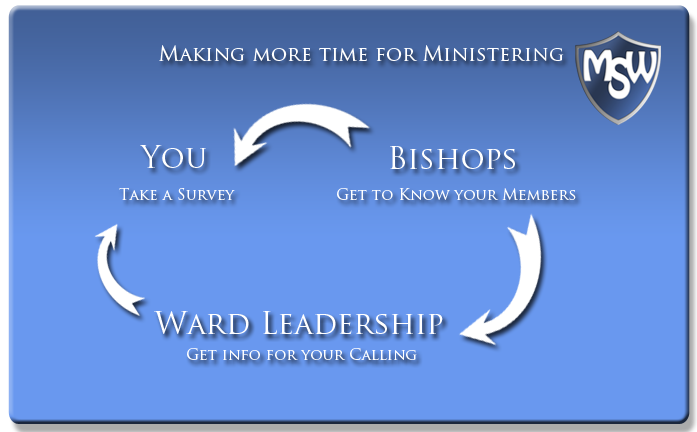 Making more time for Ministering
MSW
You
Bishops
Take a Survey
Get to Know your Members
Ward Leadership
Get info for your Calling